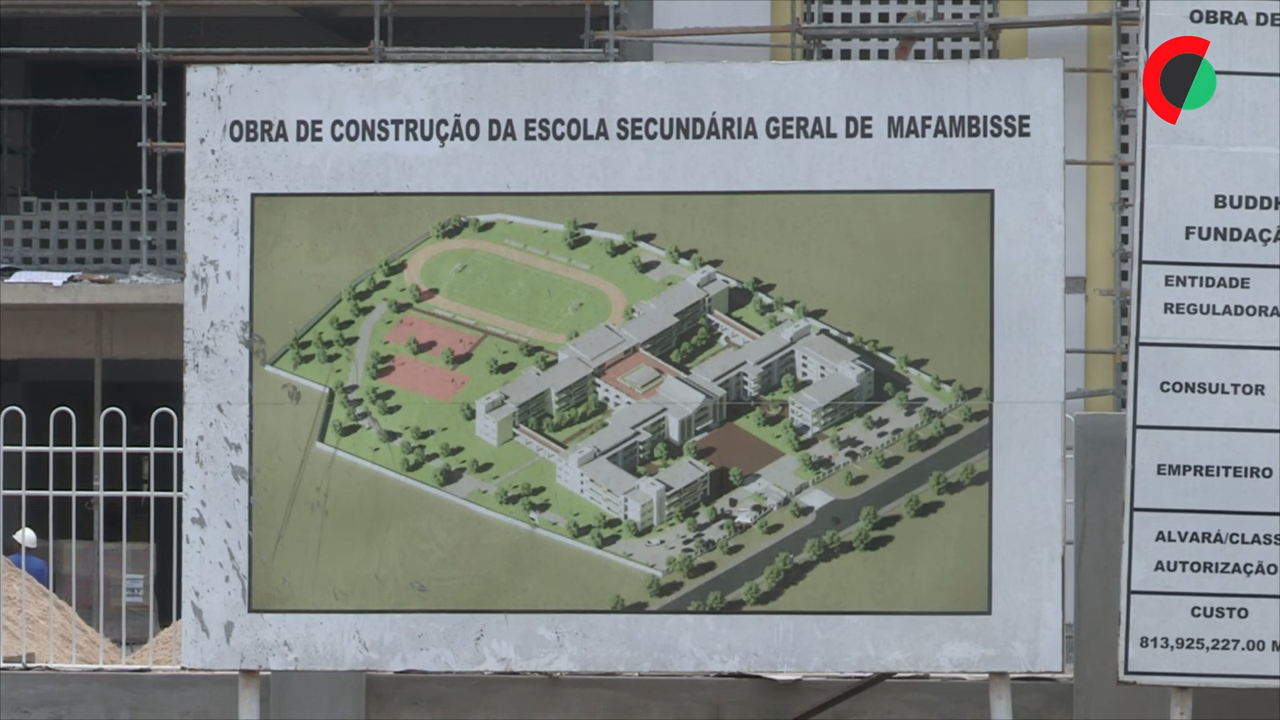 OBRA DE CONSTRUÇÃO DA ESCOLA SECUNDÁRIA GERAL DE MAFAMBISSE
OBRA DE
BUDDH
FUNDAÇÃ
ENTIDADE
REGULADORA
CONSULTOR
EMPREITEIRO
ALVARÁ/CLASS
AUTORIZAÇÃO
CUSTO
813,925,227.00 M